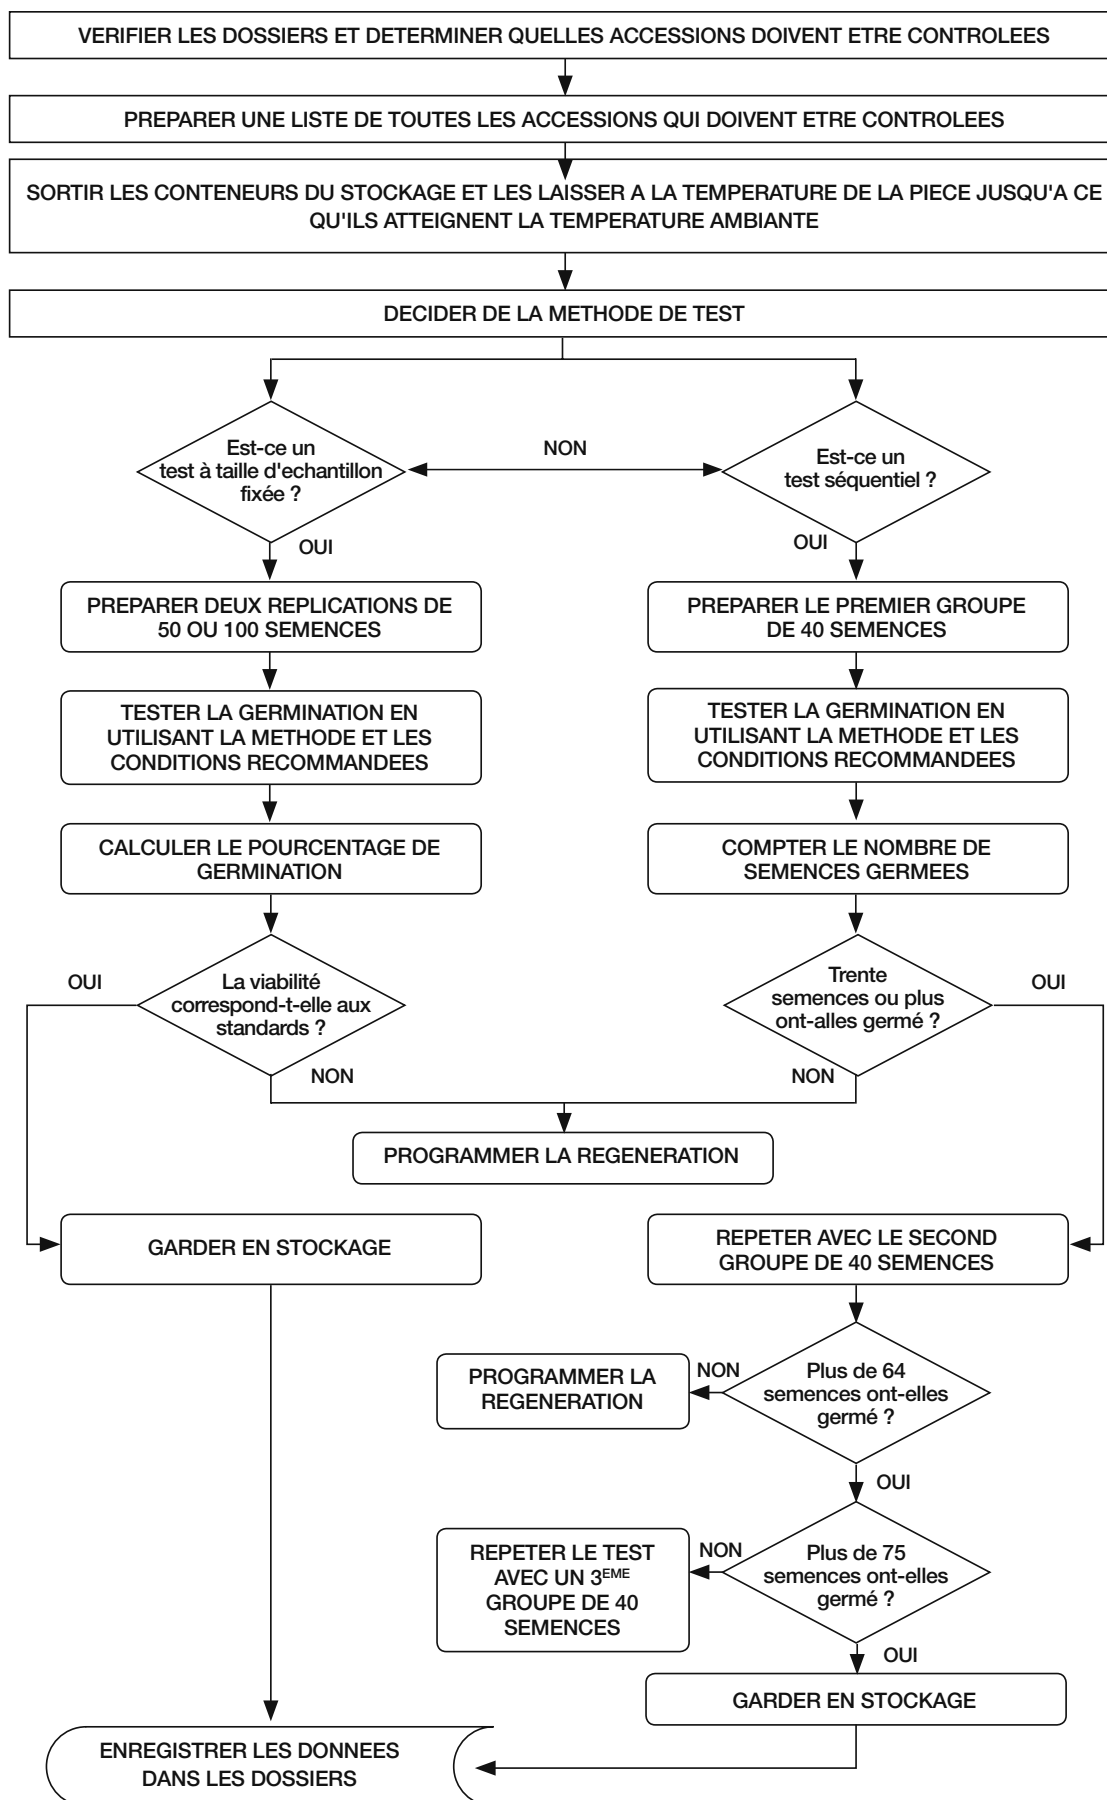 VERIFIER LES DOSSIERS ET DETERMINER QUELLES ACCESSIONS DOIVENT ETRE CONTROLEES
PREPARER UNE LISTE DE TOUTES LES ACCESSIONS QUI DOIVENT ETRE CONTROLEES
SORTIR LES CONTENEURS DU STOCKAGE ET LES LAISSER A LA TEMPERATURE DE LA PIECE JUSQU'A CE
QU'ILS ATTEIGNENT LA TEMPERATURE AMBIANTE
DECIDER DE LA METHODE DE TEST
Est-ce un
test à taille d'echantillon
fixée ?
NON
Est-ce un
test séquentiel ?
OUI
OUI
PREPARER DEUX REPLICATIONS DE
50 OU 100 SEMENCES
PREPARER LE PREMIER GROUPE
DE 40 SEMENCES
TESTER LA GERMINATION EN
UTILISANT LA METHODE ET LES
CONDITIONS RECOMMANDEES
TESTER LA GERMINATION EN
UTILISANT LA METHODE ET LES
CONDITIONS RECOMMANDEES
CALCULER LE POURCENTAGE DE
GERMINATION
COMPTER LE NOMBRE DE
SEMENCES GERMEES
OUI
La viabilité
correspond-t-elle aux
standards ?
Trente
semences ou plus
ont-alles germé ?
OUI
NON
NON
PROGRAMMER LA REGENERATION
GARDER EN STOCKAGE
REPETER AVEC LE SECOND
GROUPE DE 40 SEMENCES
PROGRAMMER LA
REGENERATION
NON
Plus de 64
semences ont-elles
germé ?
OUI
REPETER LE TEST
AVEC UN 3EME
GROUPE DE 40
SEMENCES
NON
Plus de 75
semences ont-elles
germé ?
OUI
GARDER EN STOCKAGE
ENREGISTRER LES DONNEES
DANS LES DOSSIERS